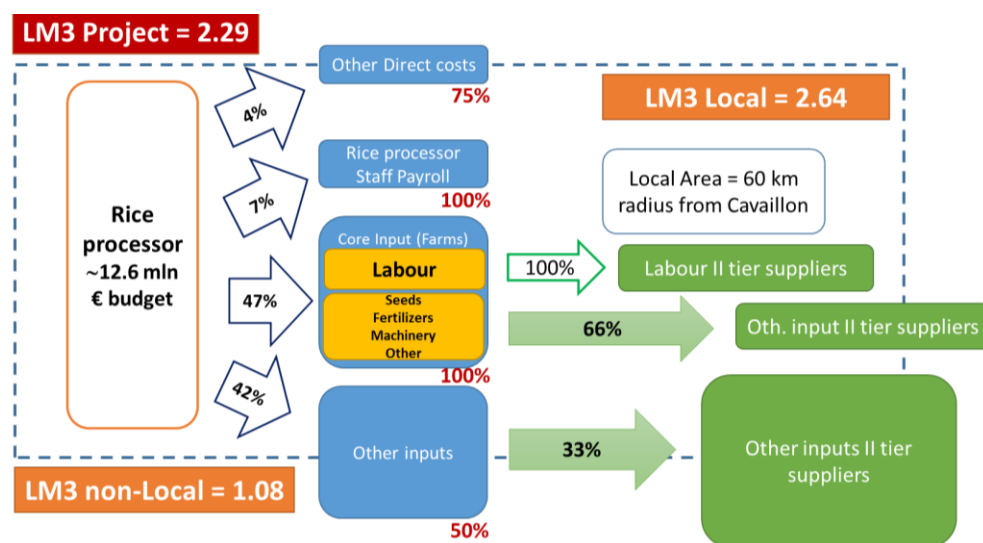 LM3 Project = 2.29
Other Direct costs
75%
4%
LM3 Local = 2.64
Rice processor
Staff Payroll
100%
7%
Local Area = 60 km
radius from Cavaillon
Rice
processor
~12.6 mln
€ budget
Core Input (Farms)
Labour
100%
Labour II tier suppliers
47%
Seeds
Fertilizers
Machinery
Other
66%
Oth. input II tier suppliers
100%
42%
Other inputs
33%
Other inputs II tier
suppliers
LM3 non-Local = 1.08
50%